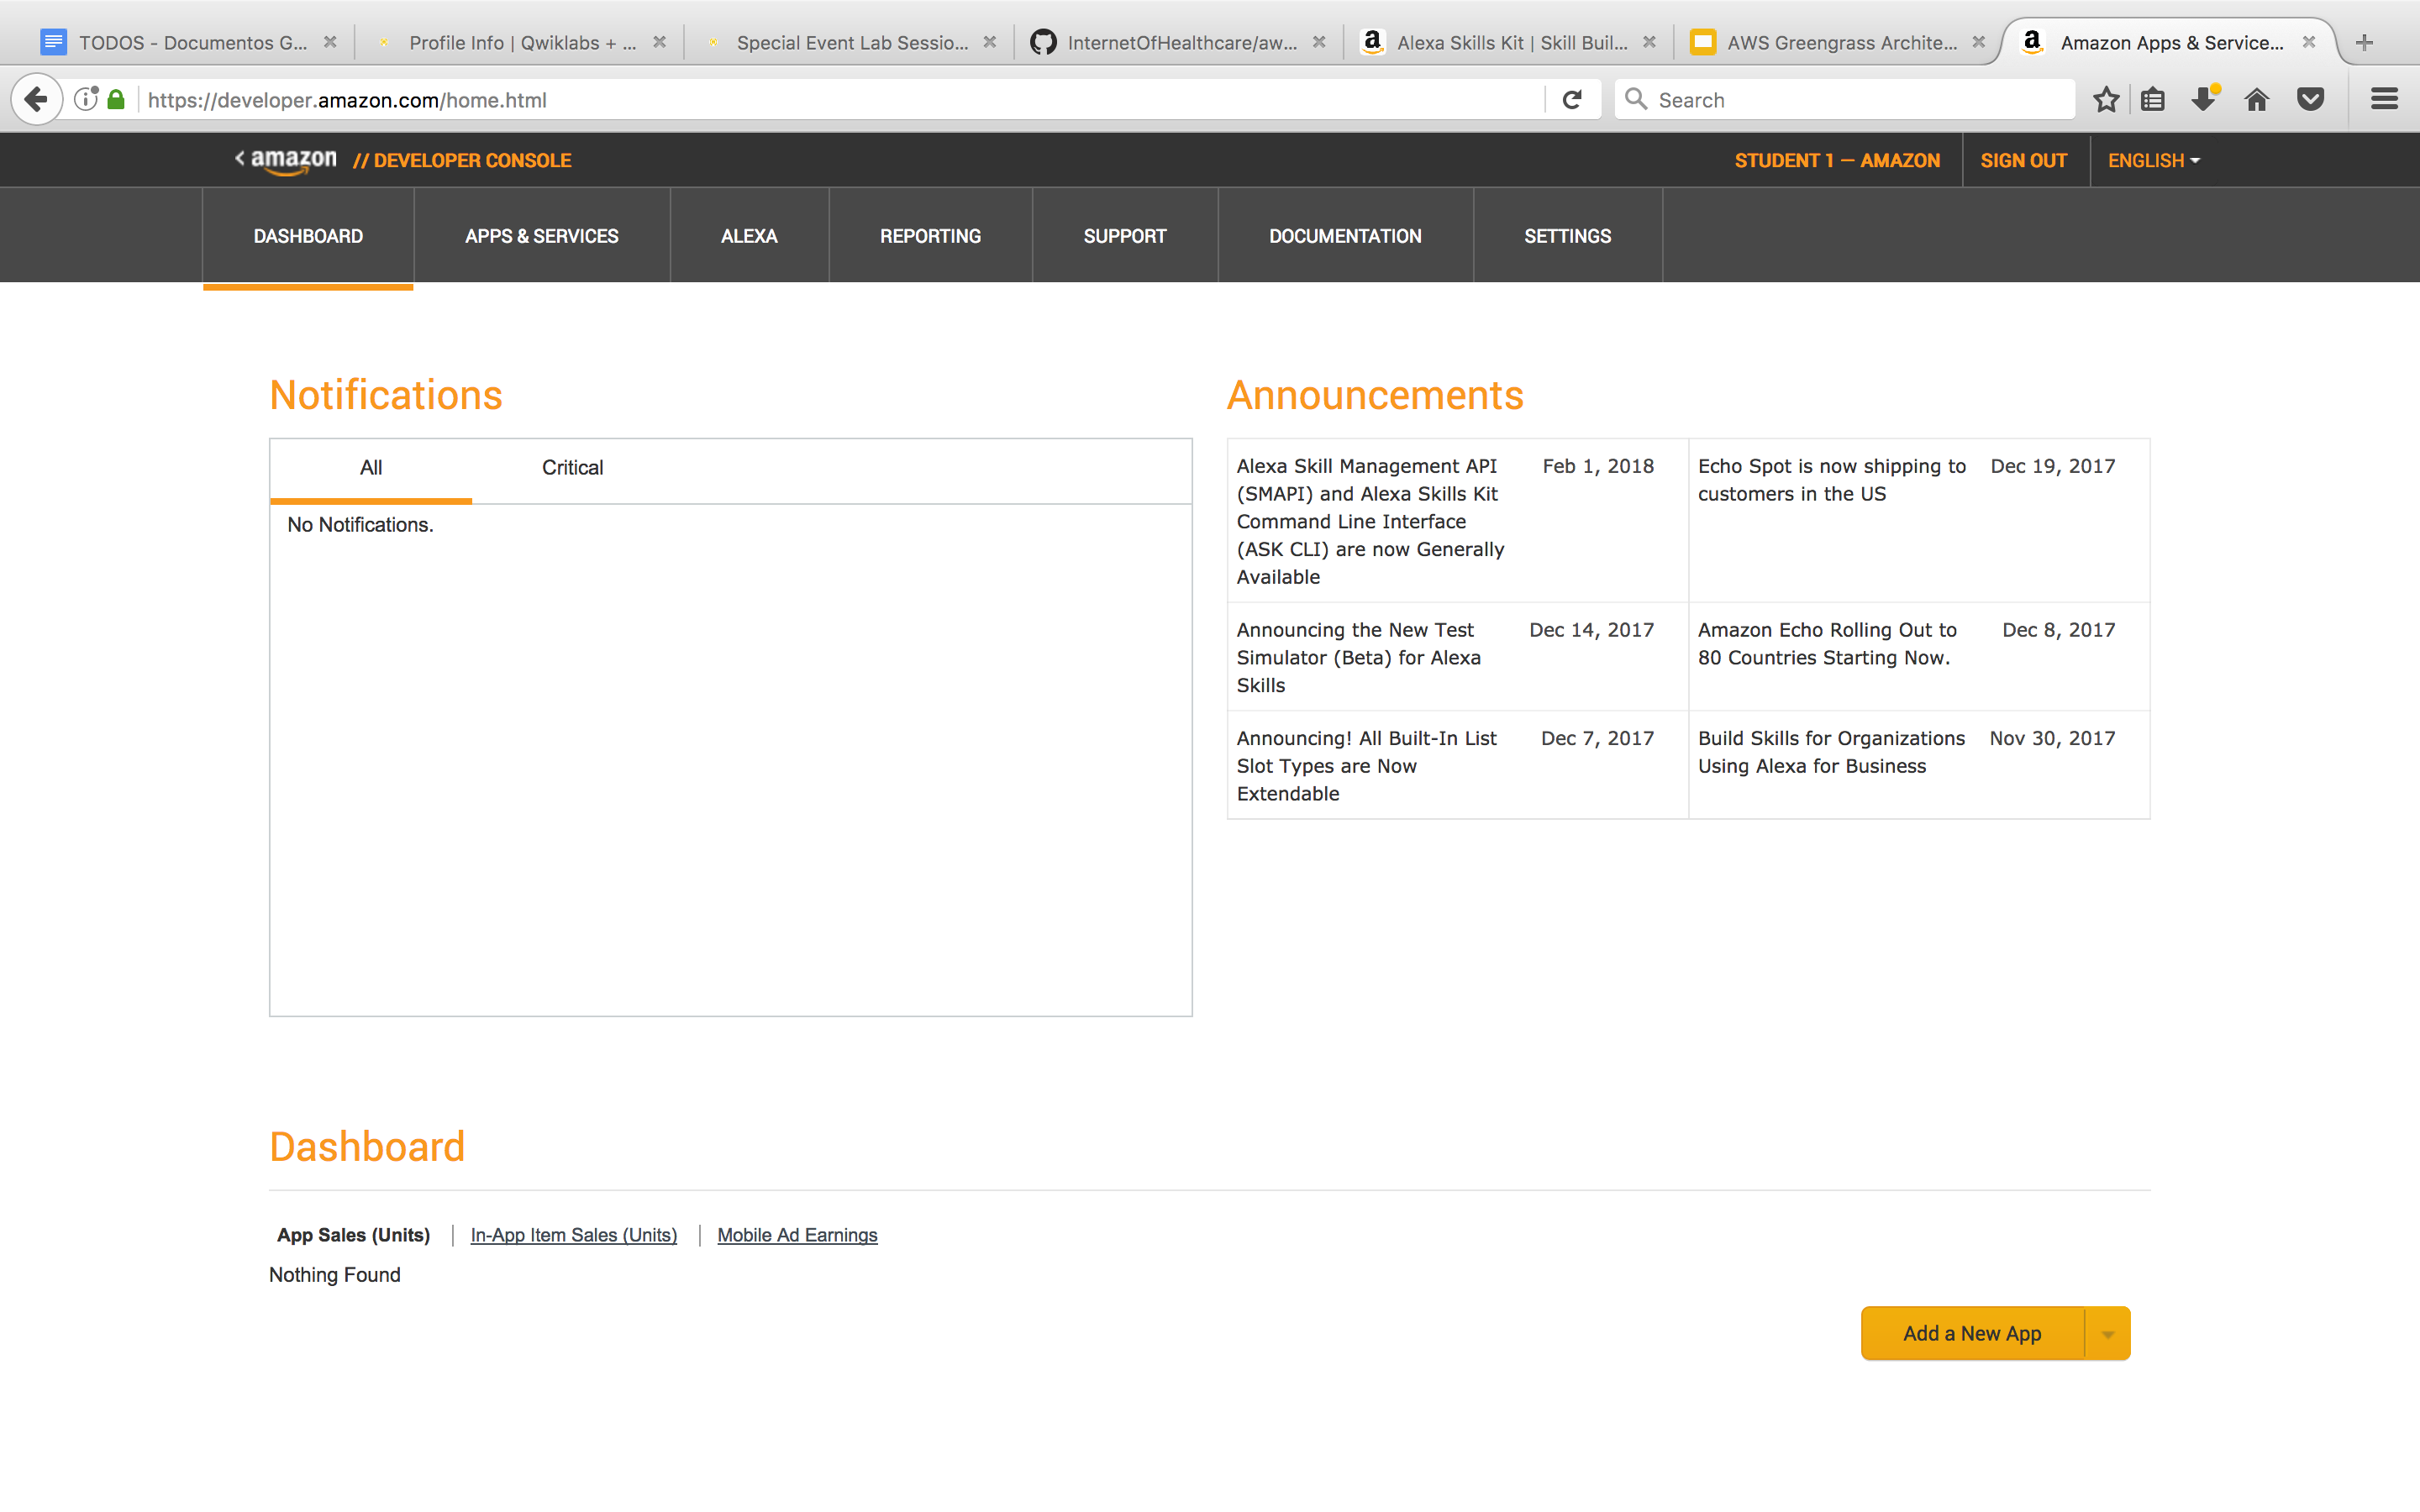 TODOS - Documentos G...
Profile Info | Qwiklabs + ...
Special Event Lab Sessio...
InternetOfHealthcare/aw...
Alexa Skills Kit | Skill Buil...
AWS Greengrass Archite...
Amazon Apps & Service...
https://developer.amazon.com/home.html
Search
amazon // DEVELOPER CONSOLE
STUDENT 1 — AMAZON
SIGN OUT
ENGLISH
DASHBOARD
APPS & SERVICES
ALEXA
REPORTING
SUPPORT
DOCUMENTATION
SETTINGS
Notifications
All
Critical
No Notifications.
Announcements
Alexa Skill Management API
(SMAPI) and Alexa Skills Kit
Command Line Interface
(ASK CLI) are now Generally
Available
Feb 1, 2018
Echo Spot is now shipping to
customers in the US
Dec 19, 2017
Announcing the New Test
Simulator (Beta) for Alexa
Skills
Dec 14, 2017
Amazon Echo Rolling Out to
80 Countries Starting Now.
Dec 8, 2017
Announcing! All Built-In List
Slot Types are Now
Extendable
Dec 7, 2017
Build Skills for Organizations
Using Alexa for Business
Nov 30, 2017
Dashboard
App Sales (Units)
In-App Item Sales (Units)
Mobile Ad Earnings
Nothing Found
Add a New App